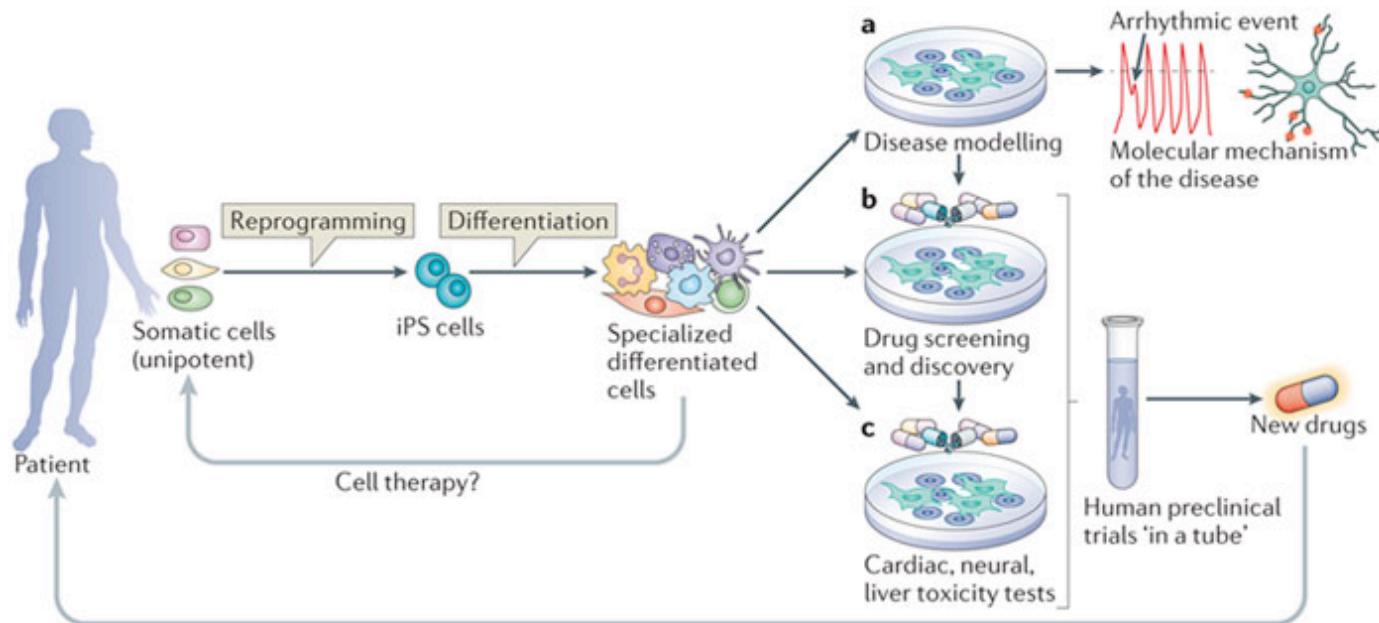 Patient
Somatic cells
(unipotent)
Reprogramming
iPS cells
Differentiation
Specialized
differentiated
cells
Cell therapy?
a
Disease modelling
Arrhythmic event
Molecular mechanism
of the disease
b
Drug screening
and discovery
c
Cardiac, neural,
liver toxicity tests
Human preclinical
trials ‘in a tube’
New drugs